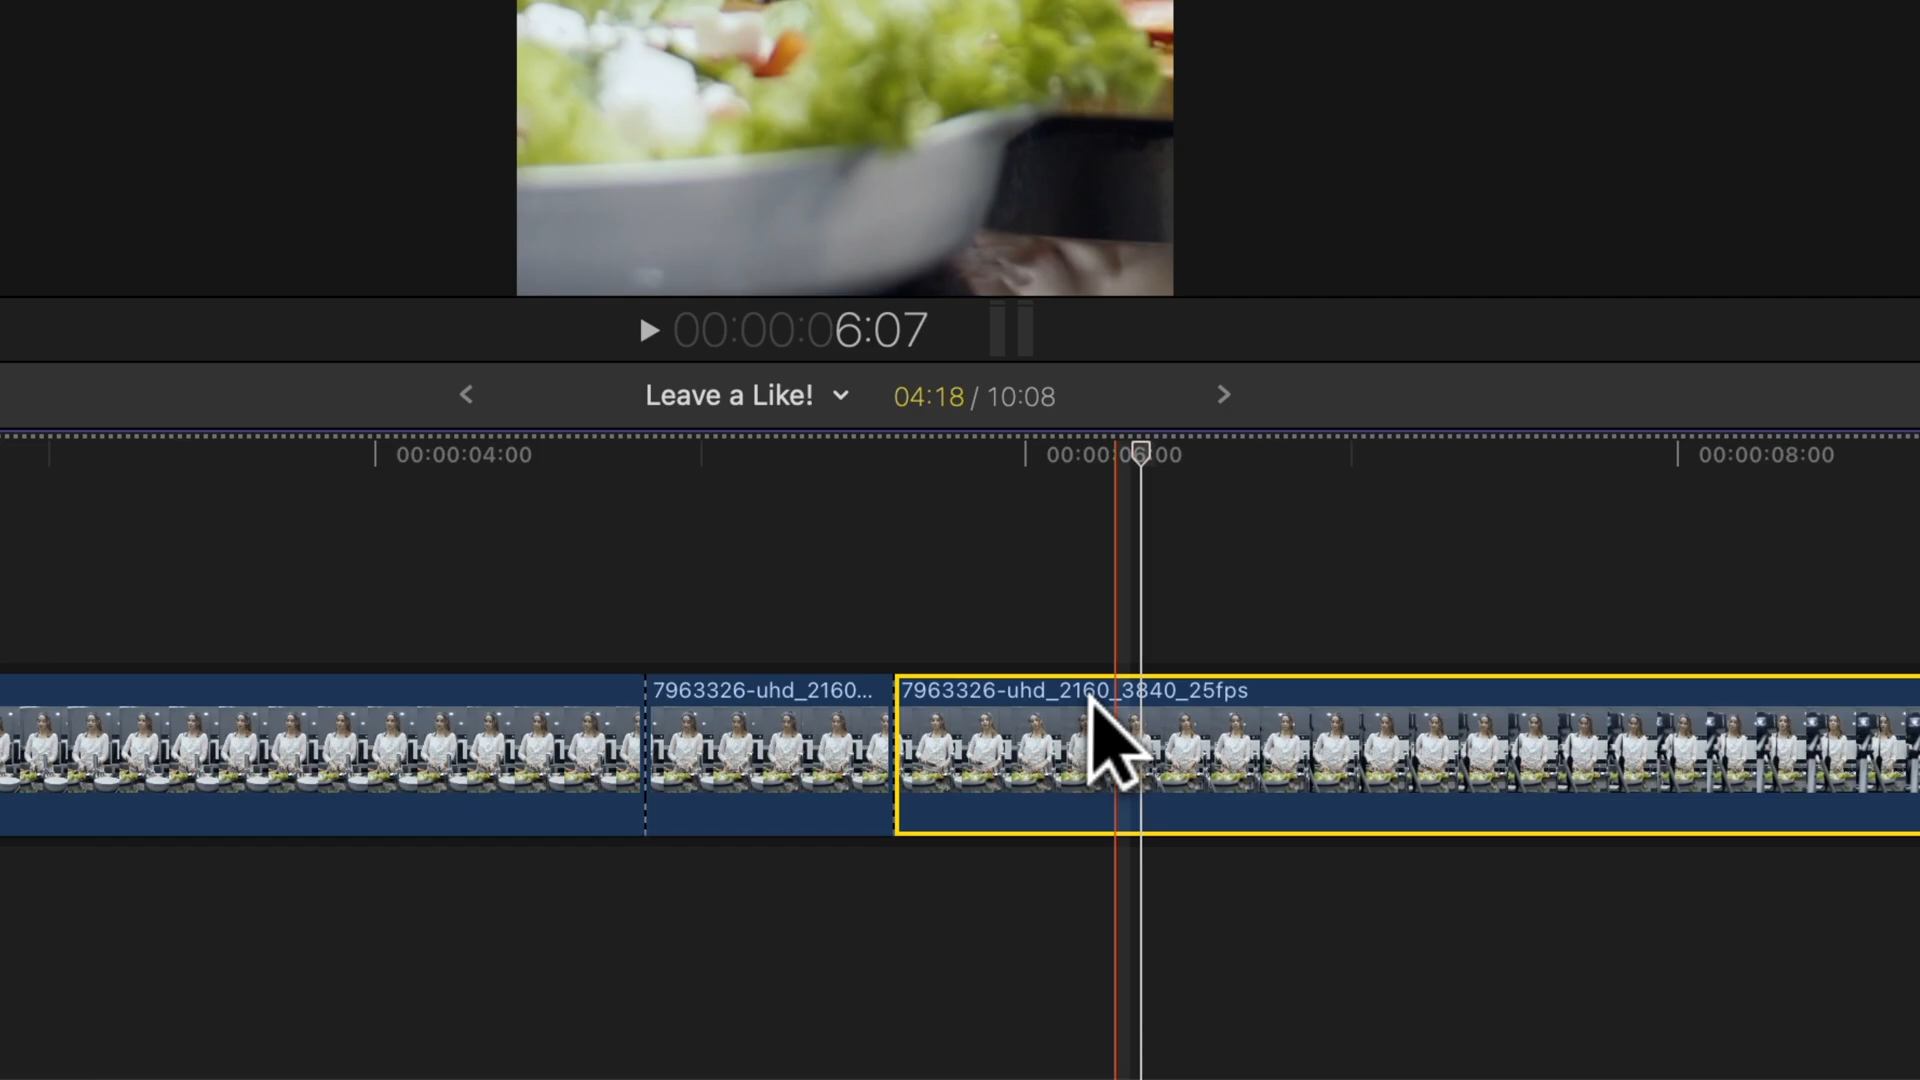 00:00:06:07
Leave a Like! 04:18 / 10:08
00:00:04:00 00:00:06:00 00:00:08:00
7963326-uhd_2160... 7963326-uhd_2160_3840_25fps